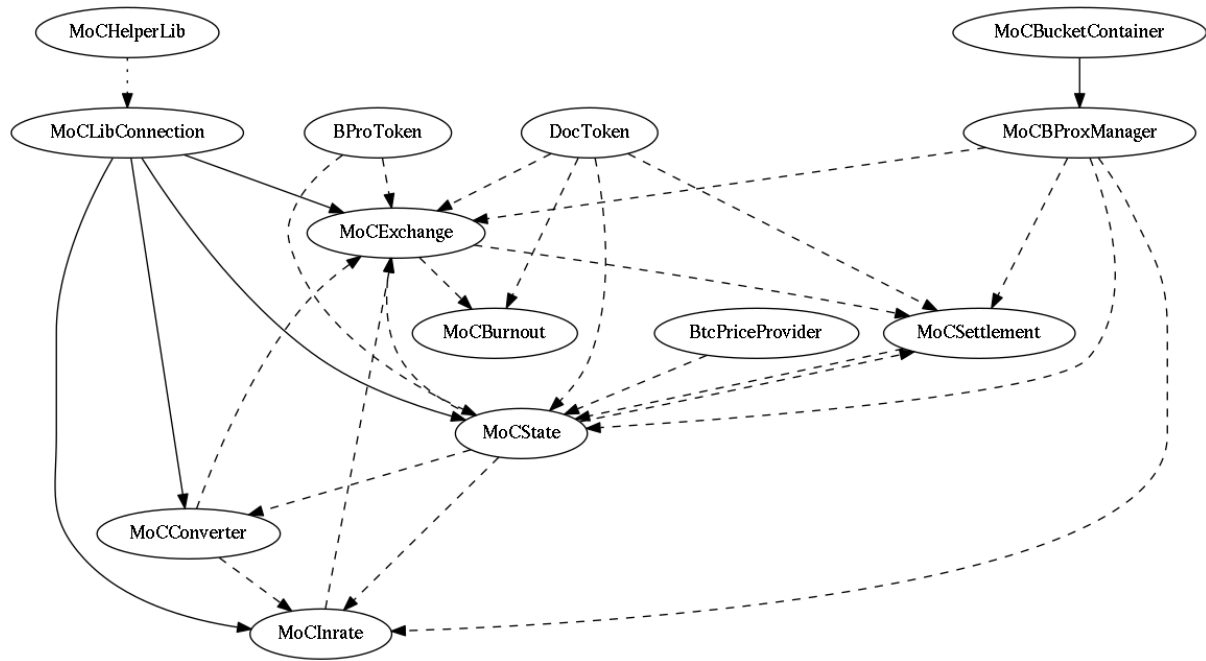 MoCHelperLib
MoCBucketContainer
MoCLibConnection
BProToken
DocToken
MoCBProxManager
MoCExchange
MoCBurnout
BtcPriceProvider
MoCSettlement
MoCState
MoCConverter
MoCInrate